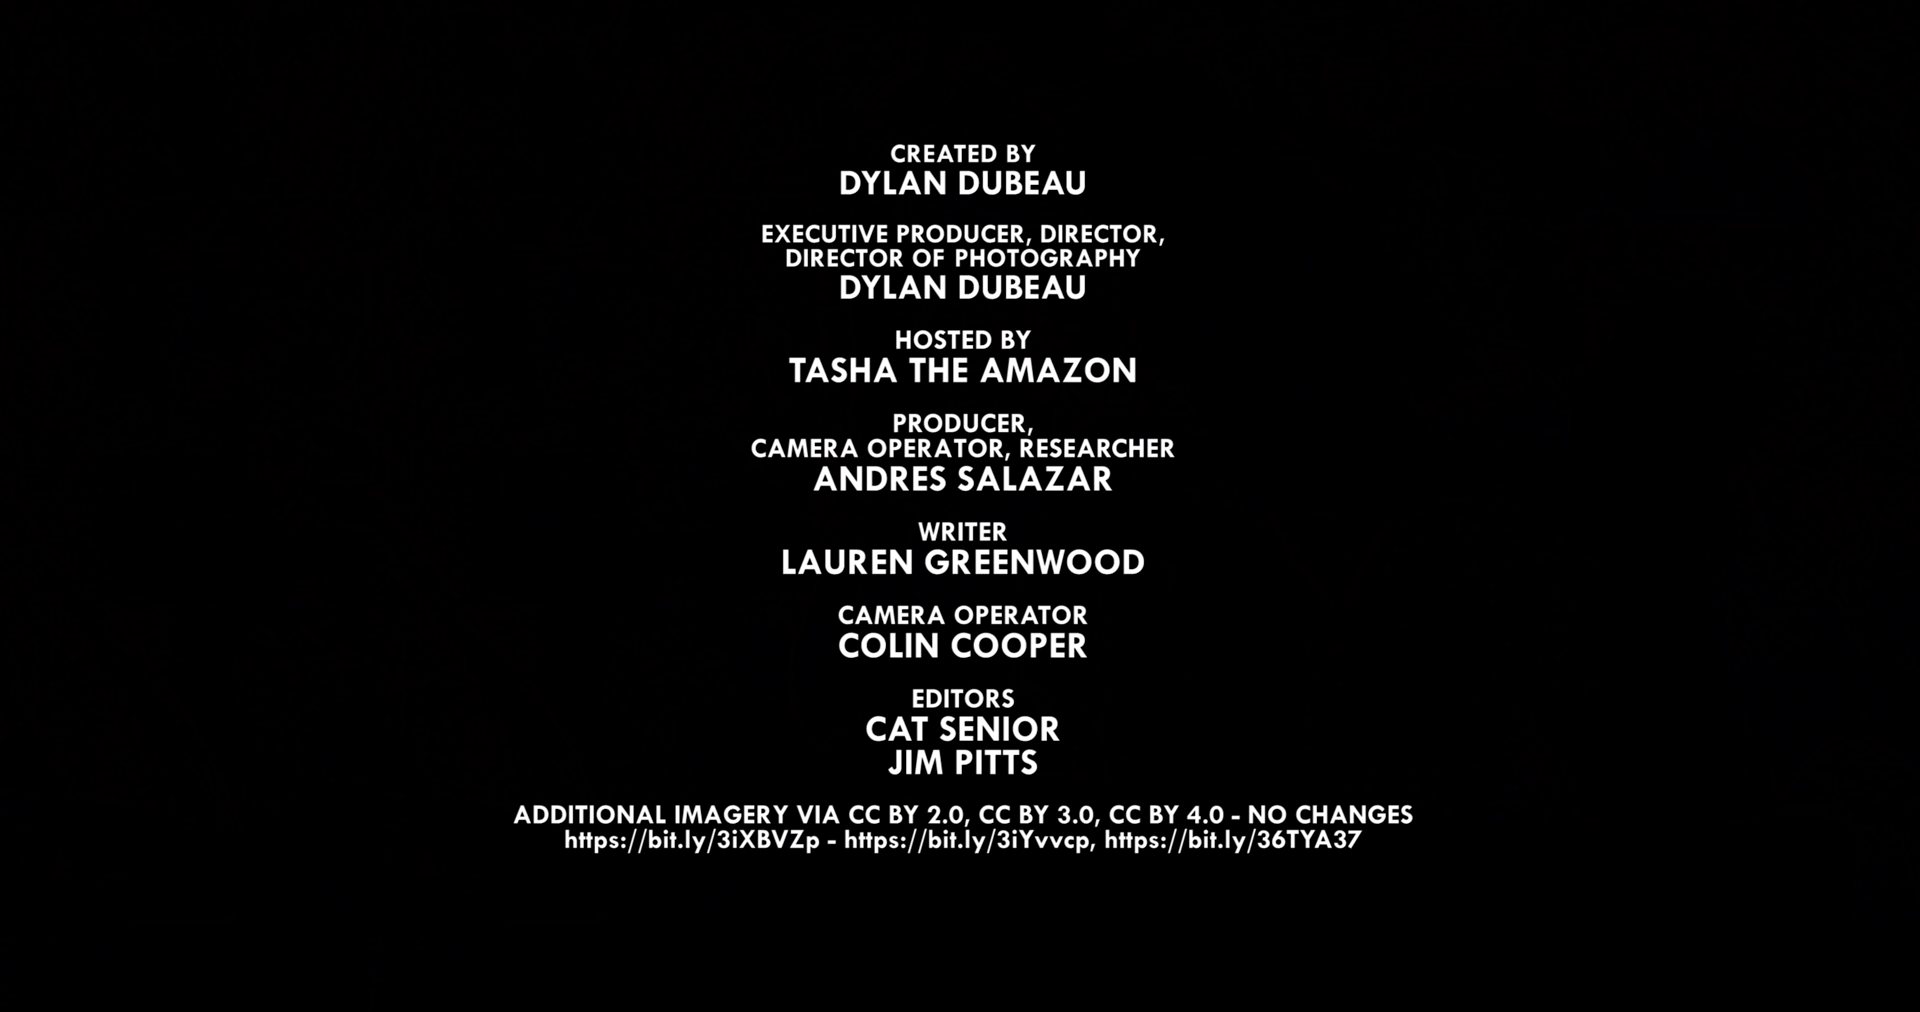 CREATED BY
DYLAN DUBEAU
EXECUTIVE PRODUCER, DIRECTOR,
DIRECTOR OF PHOTOGRAPHY
DYLAN DUBEAU
HOSTED BY
TASHA THE AMAZON
PRODUCER,
CAMERA OPERATOR, RESEARCHER
ANDRES SALAZAR
WRITER
LAUREN GREENWOOD
CAMERA OPERATOR
COLIN COOPER
EDITORS
CAT SENIOR
JIM PITTS
ADDITIONAL IMAGERY VIA CC BY 2.0, CC BY 3.0, CC BY 4.0 - NO CHANGES
https://bit.ly/3iXBVZp - https://bit.ly/3iYvvcp, https://bit.ly/36TYA37